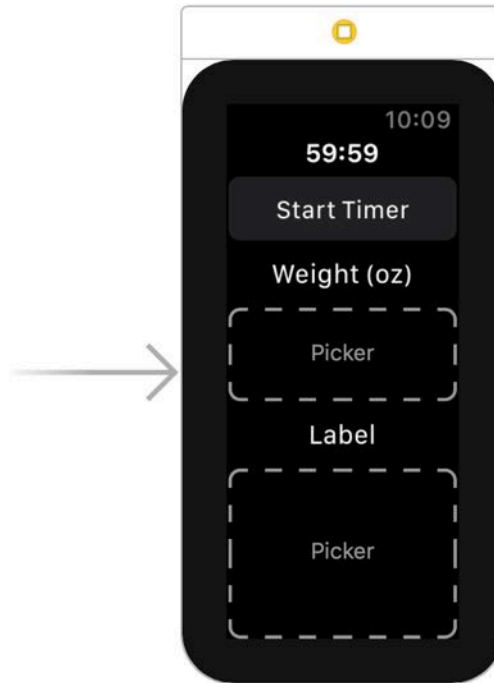 10:09
59:59
Start Timer
Weight (oz)
Picker
Label
Picker